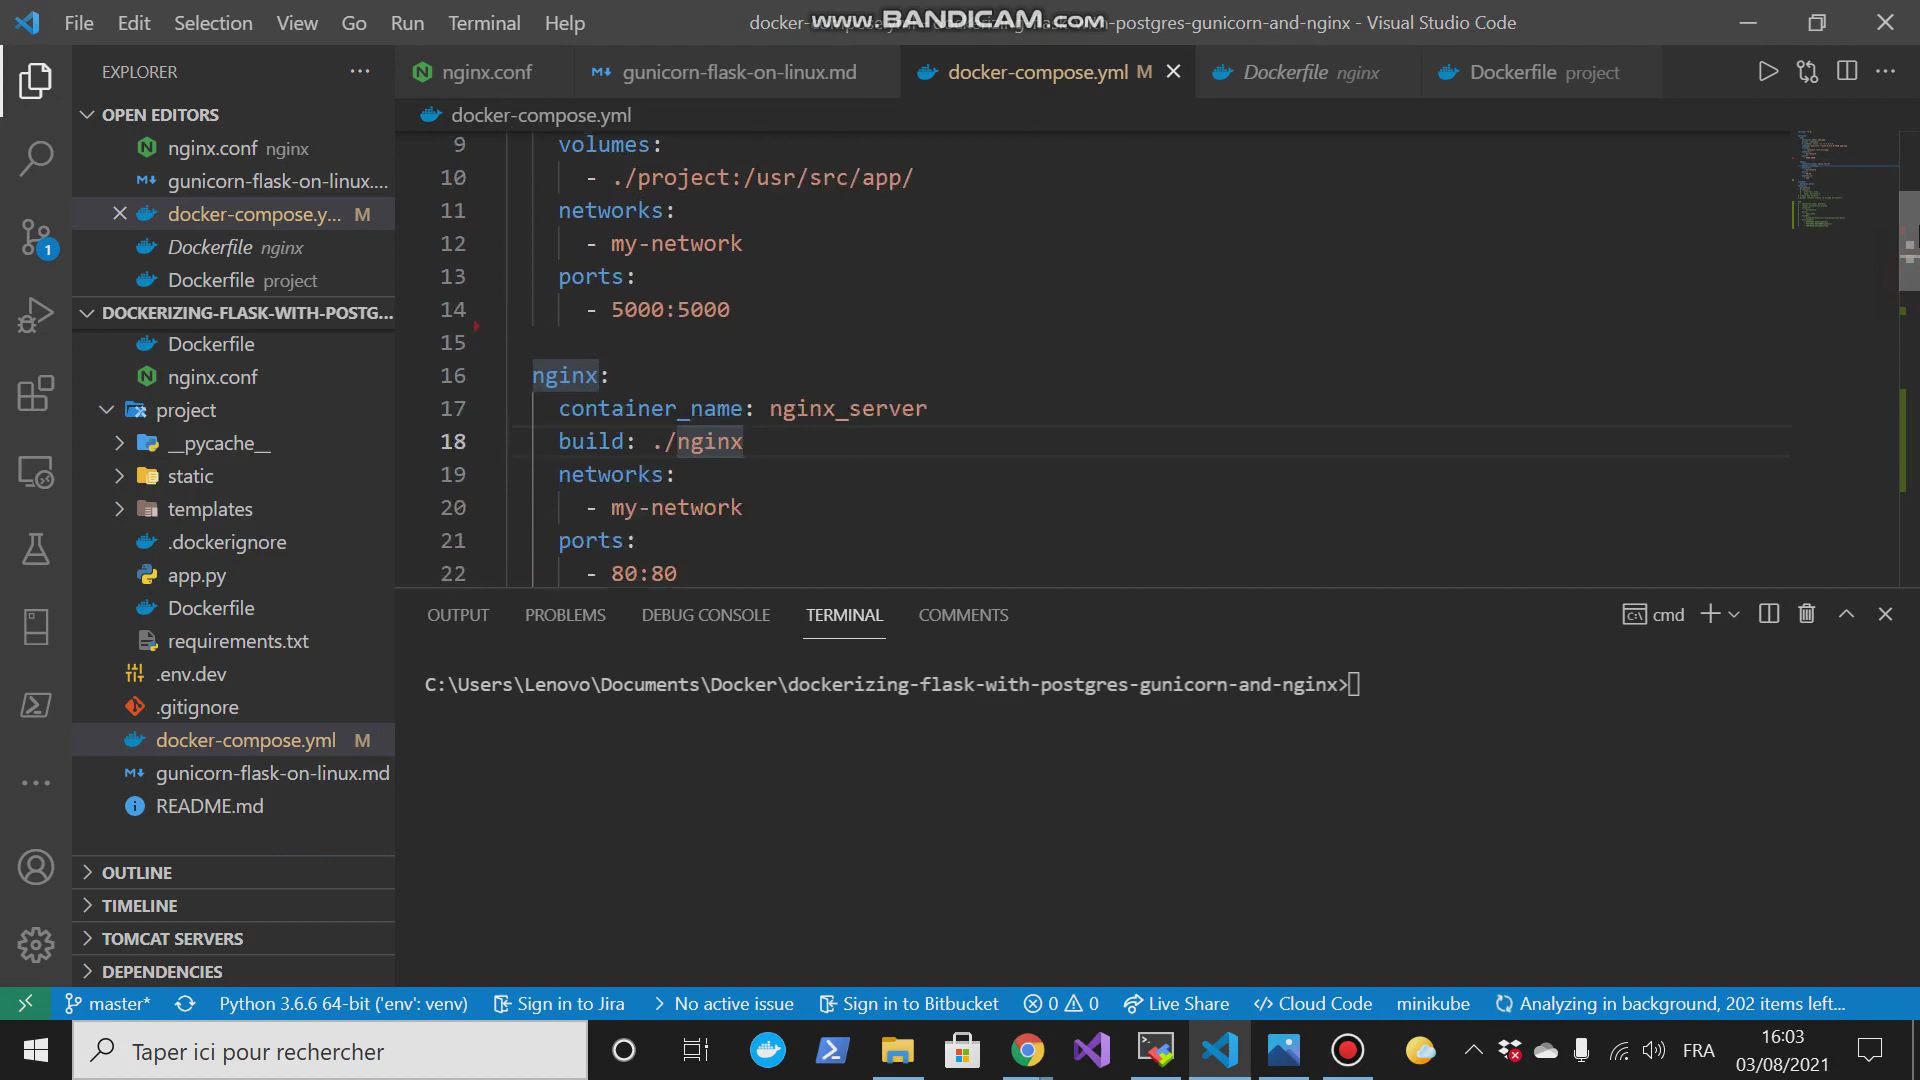 File Edit Selection View Go Run Terminal Help
www.BANDICAM.com
-postgres-gunicorn-and-nginx - Visual Studio Code
EXPLORER
nginx.conf
gunicorn-flask-on-linux.md
docker-compose.yml M
Dockerfile nginx
Dockerfile project
OPEN EDITORS
nginx.conf nginx
gunicorn-flask-on-linux....
docker-compose.y... M
Dockerfile nginx
Dockerfile project
DOCKERIZING-FLASK-WITH-POSTG...
Dockerfile
nginx.conf
project
__pycache__
static
templates
.dockerignore
app.py
Dockerfile
requirements.txt
.env.dev
.gitignore
docker-compose.yml M
gunicorn-flask-on-linux.md
README.md
OUTLINE
TIMELINE
TOMCAT SERVERS
DEPENDENCIES
1
docker-compose.yml
9 volumes:
10 - ./project:/usr/src/app/
11 networks:
12 - my-network
13 ports:
14 - 5000:5000
15
16 nginx:
17 container_name: nginx_server
18 build: ./nginx
19 networks:
20 - my-network
21 ports:
22 - 80:80
OUTPUT PROBLEMS DEBUG CONSOLE TERMINAL COMMENTS
cmd
C:\Users\Lenovo\Documents\Docker\dockerizing-flask-with-postgres-gunicorn-and-nginx>
master* Python 3.6.6 64-bit ('env': venv) Sign in to Jira No active issue Sign in to Bitbucket 0 0 Live Share Cloud Code minikube Analyzing in background, 202 items left...
Taper ici pour rechercher
FRA
16:03
03/08/2021